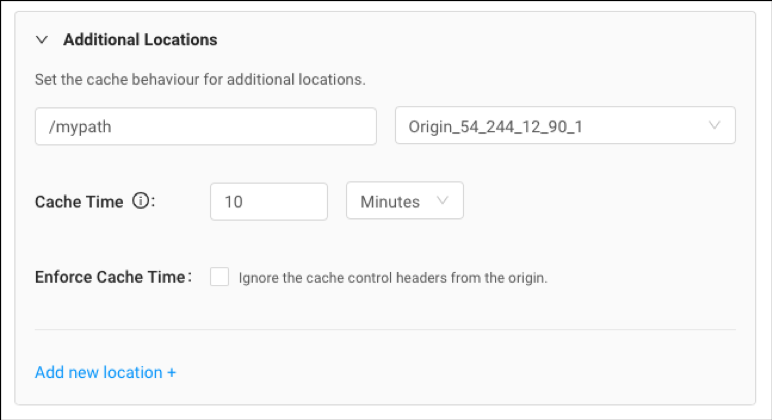 Additional Locations
Set the cache behaviour for additional locations.
/mypath Origin_54_244_12_90_1
Cache Time : 10 Minutes
Enforce Cache Time: Ignore the cache control headers from the origin.
Add new location +